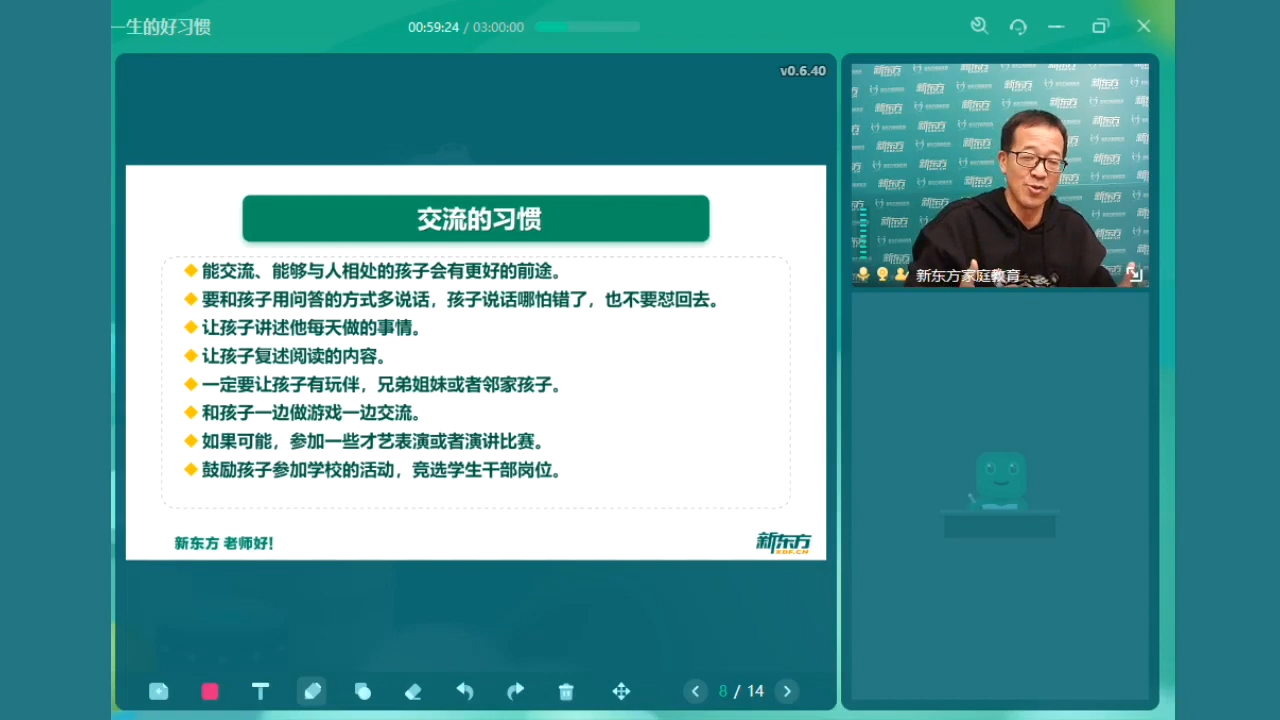 一生的好习惯
00:59:24 / 03:00:00
v0.6.40
交流的习惯
能交流、能够与人相处的孩子会有更好的前途。
要和孩子用问答的方式多说话，孩子说话哪怕错了，也不要怼回去。
让孩子讲述他每天做的事情。
让孩子复述阅读的内容。
一定要让孩子有玩伴，兄弟姐妹或者邻家孩子。
和孩子一边做游戏一边交流。
如果可能，参加一些才艺表演或者演讲比赛。
鼓励孩子参加学校的活动，竞选学生干部岗位。
新东方 老师好!
新东方
XDF.CN
新东方家庭教育
8 / 14